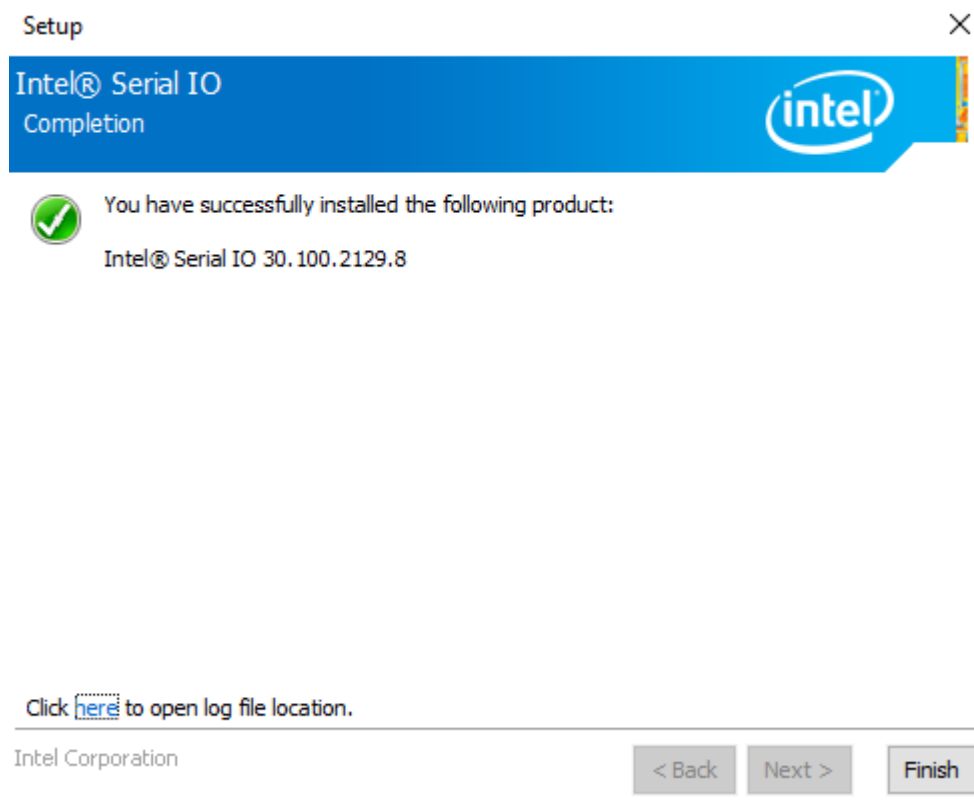 Setup
Intel® Serial IO
Completion
intel
You have successfully installed the following product:
Intel® Serial IO 30.100.2129.8
Click here to open log file location.
Intel Corporation
< Back
Next >
Finish